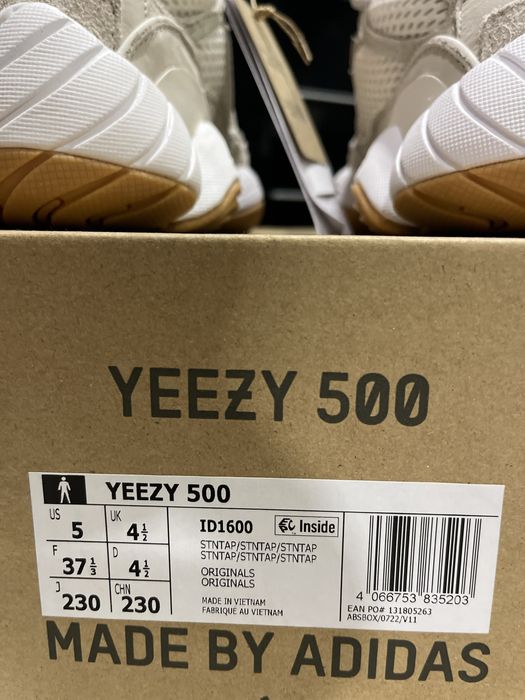 YEEZY 500
YEEZY 500
US 5 UK 4½
F 37⅓ D 4½
J 230 CHN 230
ID1600 Inside
STNTAP/STNTAP/STNTAP
STNTAP/STNTAP/STNTAP
ORIGINALS
ORIGINALS
MADE IN VIETNAM
FABRIQUE AU VIETNAM
4 066753 835203
EAN PO# 131805263
ABSBOX/0722/V11
MADE BY ADIDAS